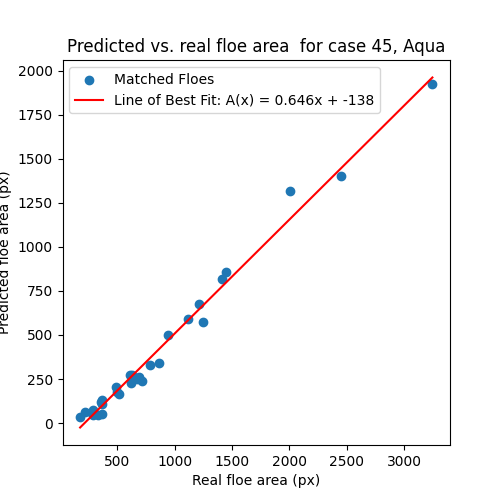 Predicted vs. real floe area  for case 45, Aqua
Matched Floes
Line of Best Fit: A(x) = 0.646x + -138
2000
1750
1500
1250
1000
750
500
250
0
Predicted floe area (px)
500 1000 1500 2000 2500 3000
Real floe area (px)